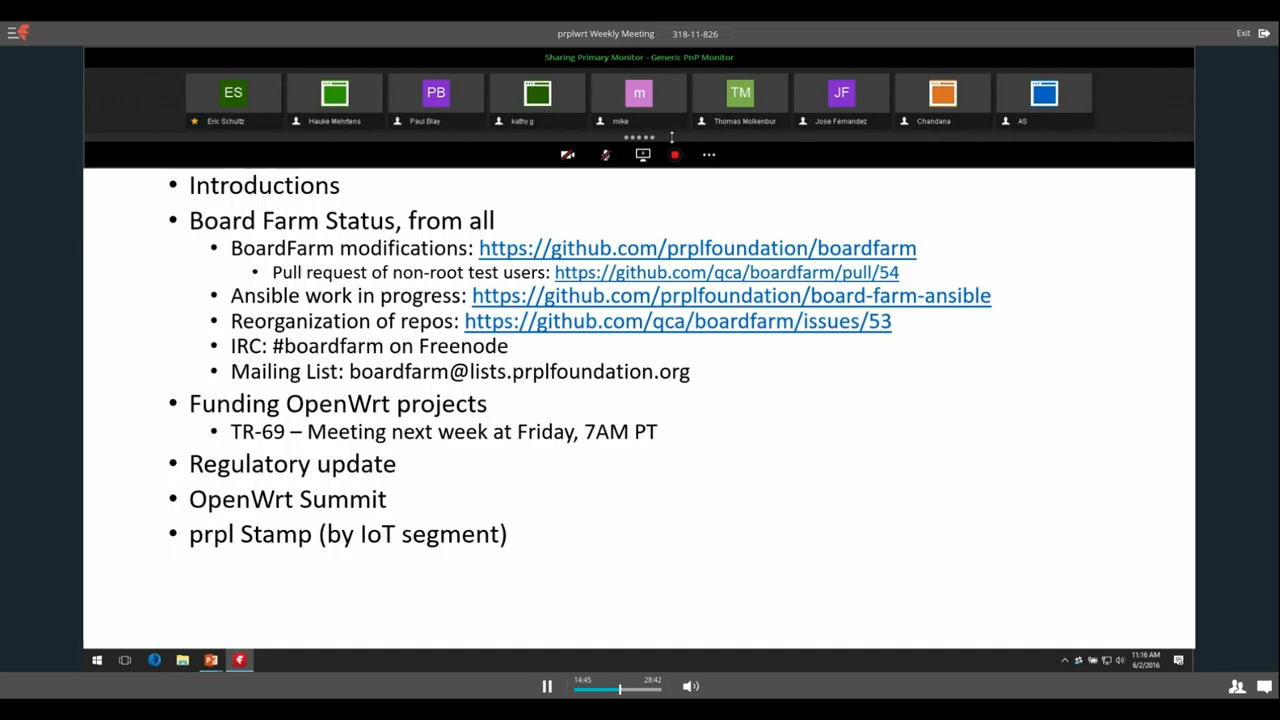 prplwrt Weekly Meeting 318-11-826
Exit
Sharing Primary Monitor - Generic PnP Monitor
ES PB m TM JF
Eric Schultz Hauke Mehrtens Paul Blay kathy g mike Thomas Molkenbur Jose Fernandez Chandana AS
• Introductions
• Board Farm Status, from all
• BoardFarm modifications: https://github.com/prplfoundation/boardfarm
• Pull request of non-root test users: https://github.com/qca/boardfarm/pull/54
• Ansible work in progress: https://github.com/prplfoundation/board-farm-ansible
• Reorganization of repos: https://github.com/qca/boardfarm/issues/53
• IRC: #boardfarm on Freenode
• Mailing List: boardfarm@lists.prplfoundation.org
• Funding OpenWrt projects
• TR-69 – Meeting next week at Friday, 7AM PT
• Regulatory update
• OpenWrt Summit
• prpl Stamp (by IoT segment)
11:16 AM
6/2/2016
14:45 28:42